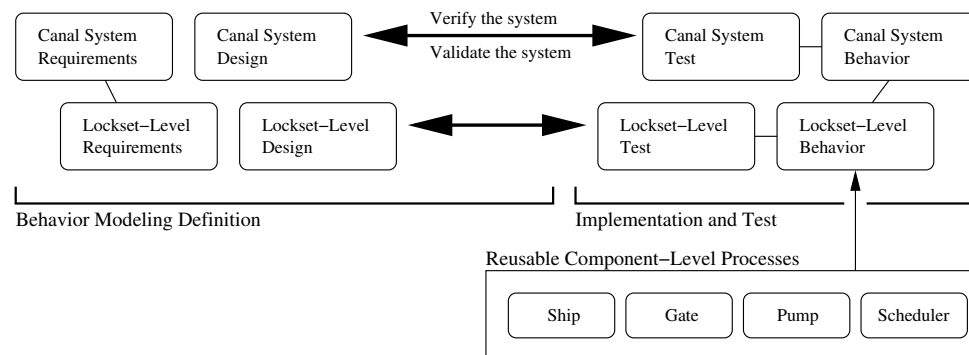 Canal System
Requirements
Canal System
Design
Verify the system
Validate the system
Canal System
Test
Canal System
Behavior
Lockset−Level
Requirements
Lockset−Level
Design
Lockset−Level
Test
Lockset−Level
Behavior
Behavior Modeling Definition
Implementation and Test
Reusable Component−Level Processes
Ship
Gate
Pump
Scheduler